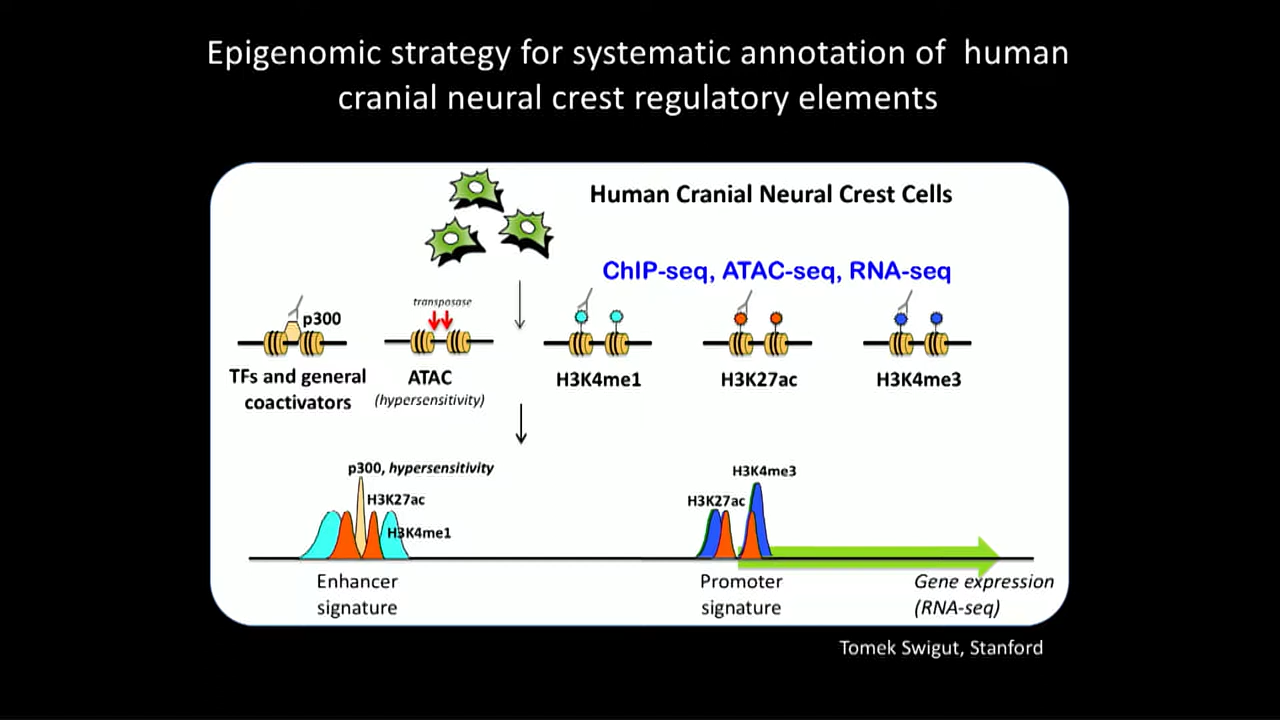 Epigenomic strategy for systematic annotation of human
cranial neural crest regulatory elements
Human Cranial Neural Crest Cells
ChIP-seq, ATAC-seq, RNA-seq
transposase
p300
TFs and general
coactivators
ATAC
(hypersensitivity)
H3K4me1
H3K27ac
H3K4me3
p300, hypersensitivity
H3K27ac
H3K4me1
H3K4me3
H3K27ac
Enhancer
signature
Promoter
signature
Gene expression
(RNA-seq)
Tomek Swigut, Stanford